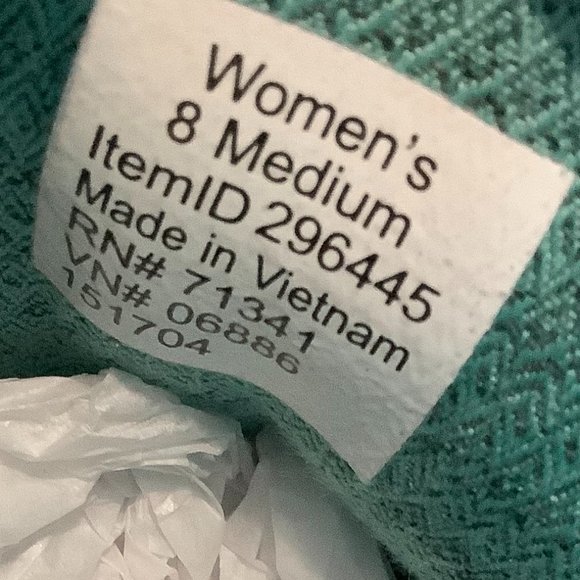 Women's
8 Medium
ItemID 296445
Made in Vietnam
RN# 71341
VN# 06886
151704